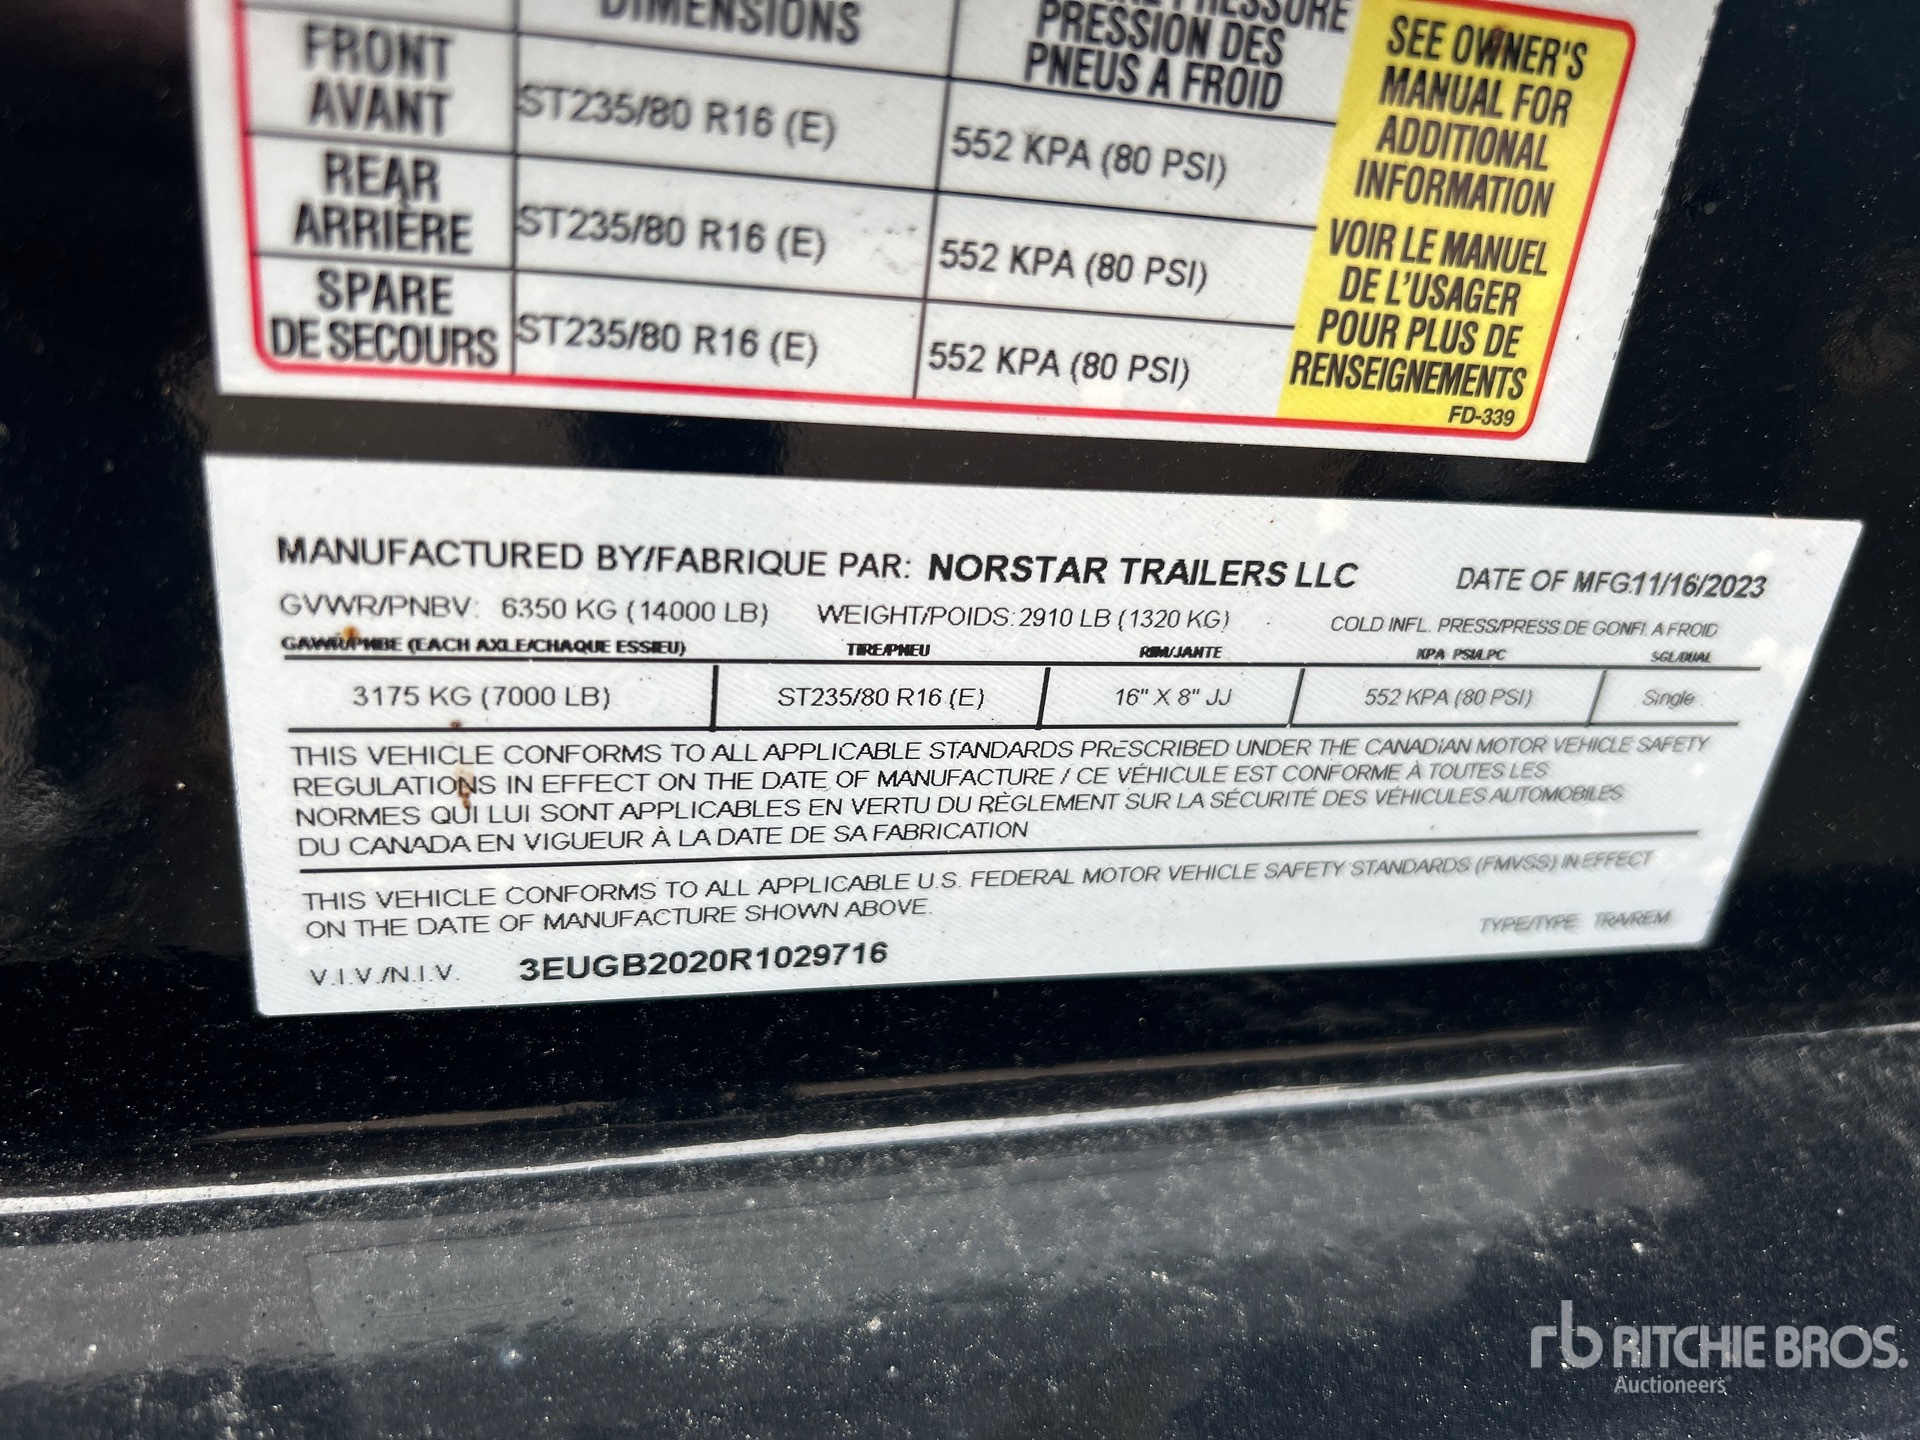 DIMENSIONS
PRESSURE
PRESSION DES
PNEUS A FROID
FRONT
AVANT
ST235/80 R16 (E)
552 KPA (80 PSI)
REAR
ARRIÈRE
ST235/80 R16 (E)
552 KPA (80 PSI)
SPARE
DE SECOURS
ST235/80 R16 (E)
552 KPA (80 PSI)
SEE OWNER'S
MANUAL FOR
ADDITIONAL
INFORMATION
VOIR LE MANUEL
DE L'USAGER
POUR PLUS DE
RENSEIGNEMENTS
FD-339
MANUFACTURED BY/FABRIQUE PAR: NORSTAR TRAILERS LLC DATE OF MFG:11/16/2023
GVWR/PNBV: 6350 KG (14000 LB) WEIGHT/POIDS: 2910 LB (1320 KG) COLD INFL. PRESS/PRESS.DE GONFL A FROID
(EACH AXLE/CHAQUE ESSIEU) TIRE/PNEU RIM/JANTE KPA PSI/LPC SGL/DUAL
3175 KG (7000 LB) ST235/80 R16 (E) 16" X 8" JJ 552 KPA (80 PSI) Single
THIS VEHICLE CONFORMS TO ALL APPLICABLE STANDARDS PRESCRIBED UNDER THE CANADIAN MOTOR VEHICLE SAFETY
REGULATIONS IN EFFECT ON THE DATE OF MANUFACTURE / CE VÉHICULE EST CONFORME À TOUTES LES
NORMES QUI LUI SONT APPLICABLES EN VERTU DU RÈGLEMENT SUR LA SÉCURITÉ DES VÉHICULES AUTOMOBILES
DU CANADA EN VIGUEUR À LA DATE DE SA FABRICATION
THIS VEHICLE CONFORMS TO ALL APPLICABLE U.S. FEDERAL MOTOR VEHICLE SAFETY STANDARDS (FMVSS) IN EFFECT
ON THE DATE OF MANUFACTURE SHOWN ABOVE.
TYPE/TYPE TRA/REM
V.I.V./N.I.V. 3EUGB2020R1029716
rb RITCHIE BROS.
Auctioneers